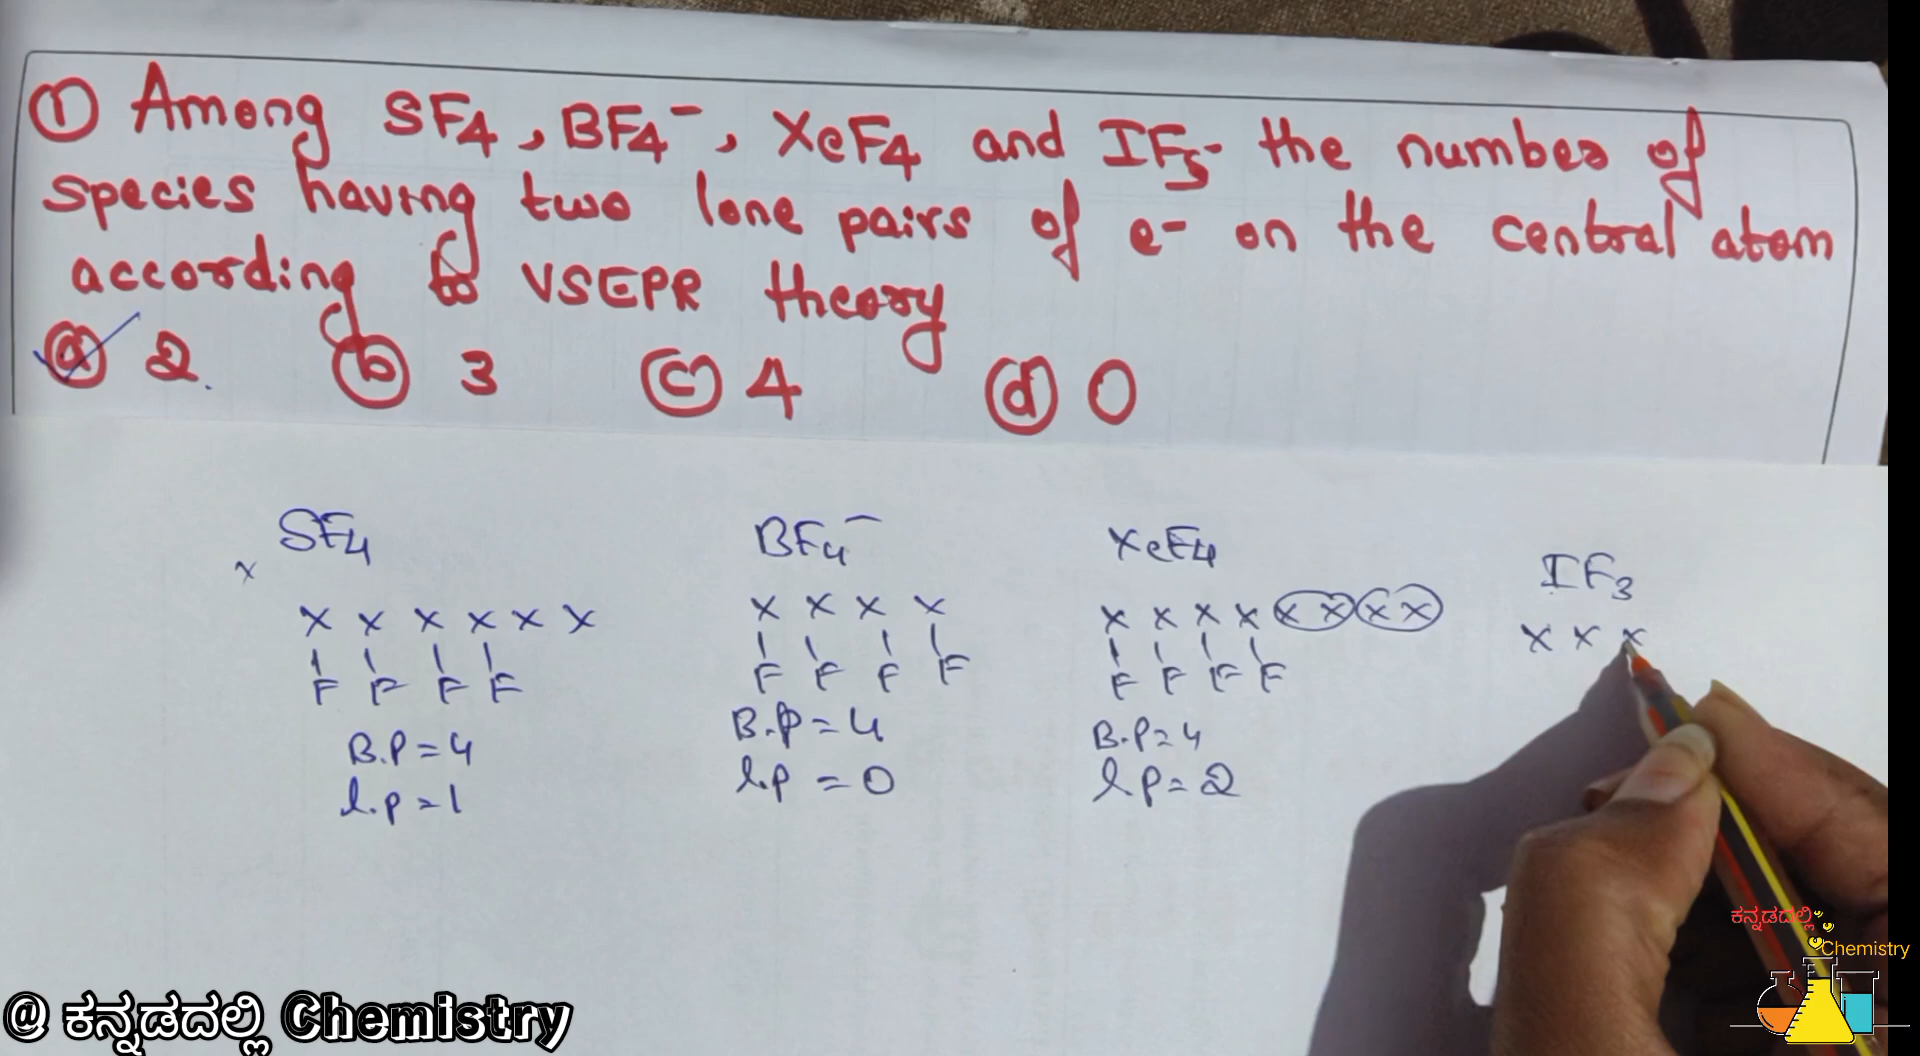 ① Among SF4, BF4⁻, XeF4 and IF5⁻ the number of
species having two lone pairs of e- on the central atom
according to VSEPR theory
ⓐ 2. ⓑ 3 ⓒ 4 ⓓ 0
SF4 BF4⁻ XeF4 IF3
x
x x x x x x
F F F F
B.P = 4
l.p = 1
x x x x
F F F F
B.P = 4
l.p = 0
x x x x x x x x
F F F F
B.P = 4
l.p = 2
x x x
ಕನ್ನಡದಲ್ಲಿ
Chemistry
@ ಕನ್ನಡದಲ್ಲಿ Chemistry